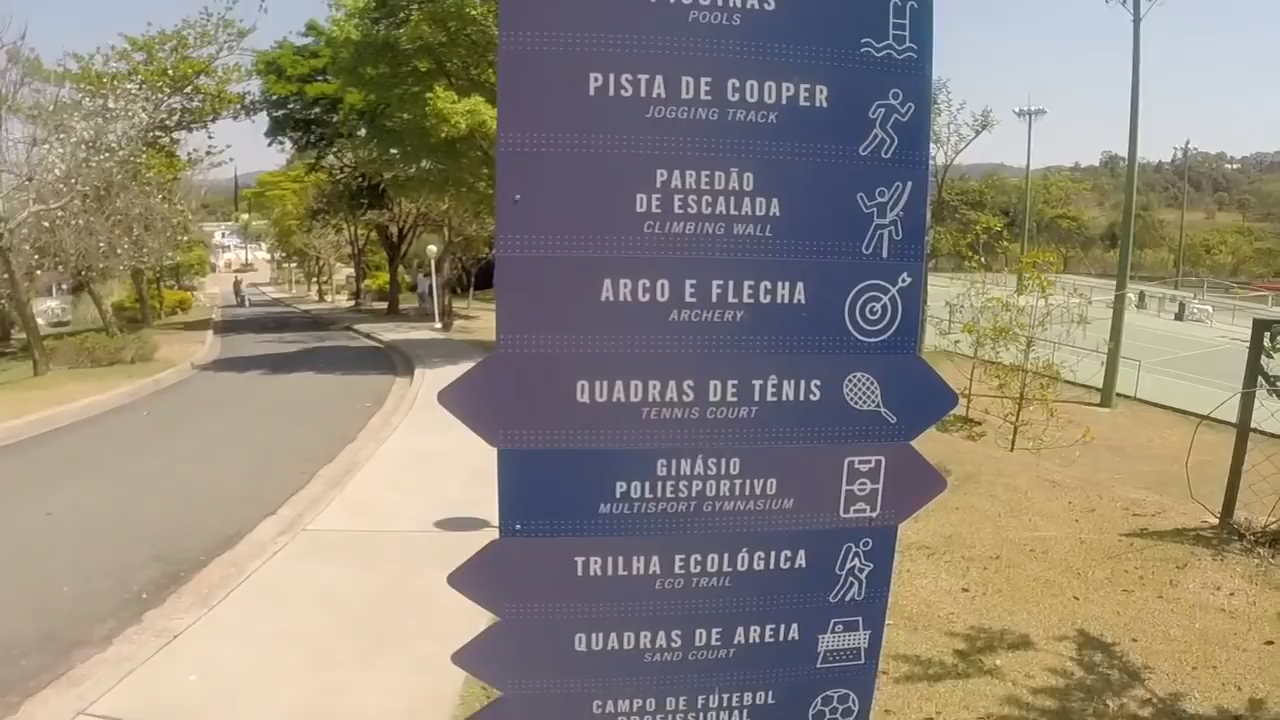 PISCINAS
POOLS
PISTA DE COOPER
JOGGING TRACK
PAREDÃO
DE ESCALADA
CLIMBING WALL
ARCO E FLECHA
ARCHERY
QUADRAS DE TÊNIS
TENNIS COURT
GINÁSIO
POLIESPORTIVO
MULTISPORT GYMNASIUM
TRILHA ECOLÓGICA
ECO TRAIL
QUADRAS DE AREIA
SAND COURT
CAMPO DE FUTEBOL
PROFISSIONAL